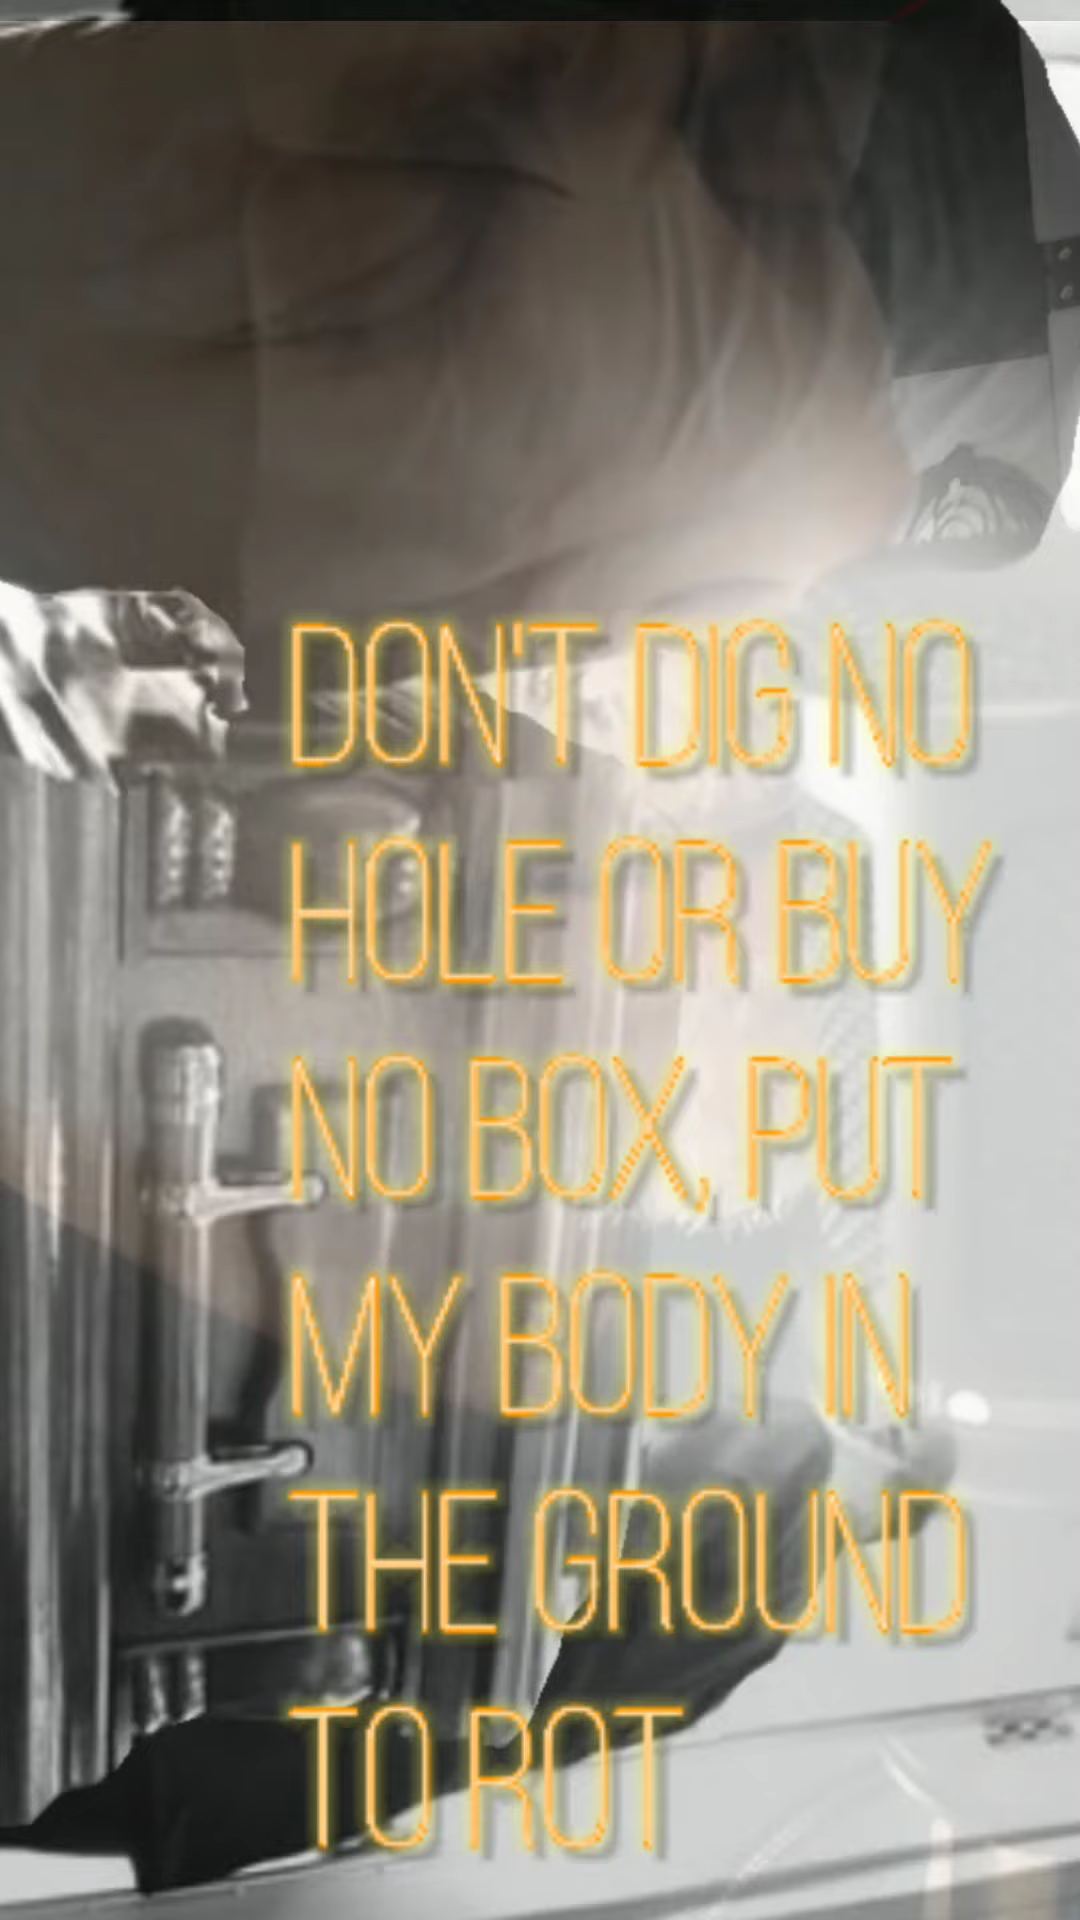 DON'T DIG NO
HOLE OR BUY
NO BOX, PUT
MY BODY IN
THE GROUND
TO ROT